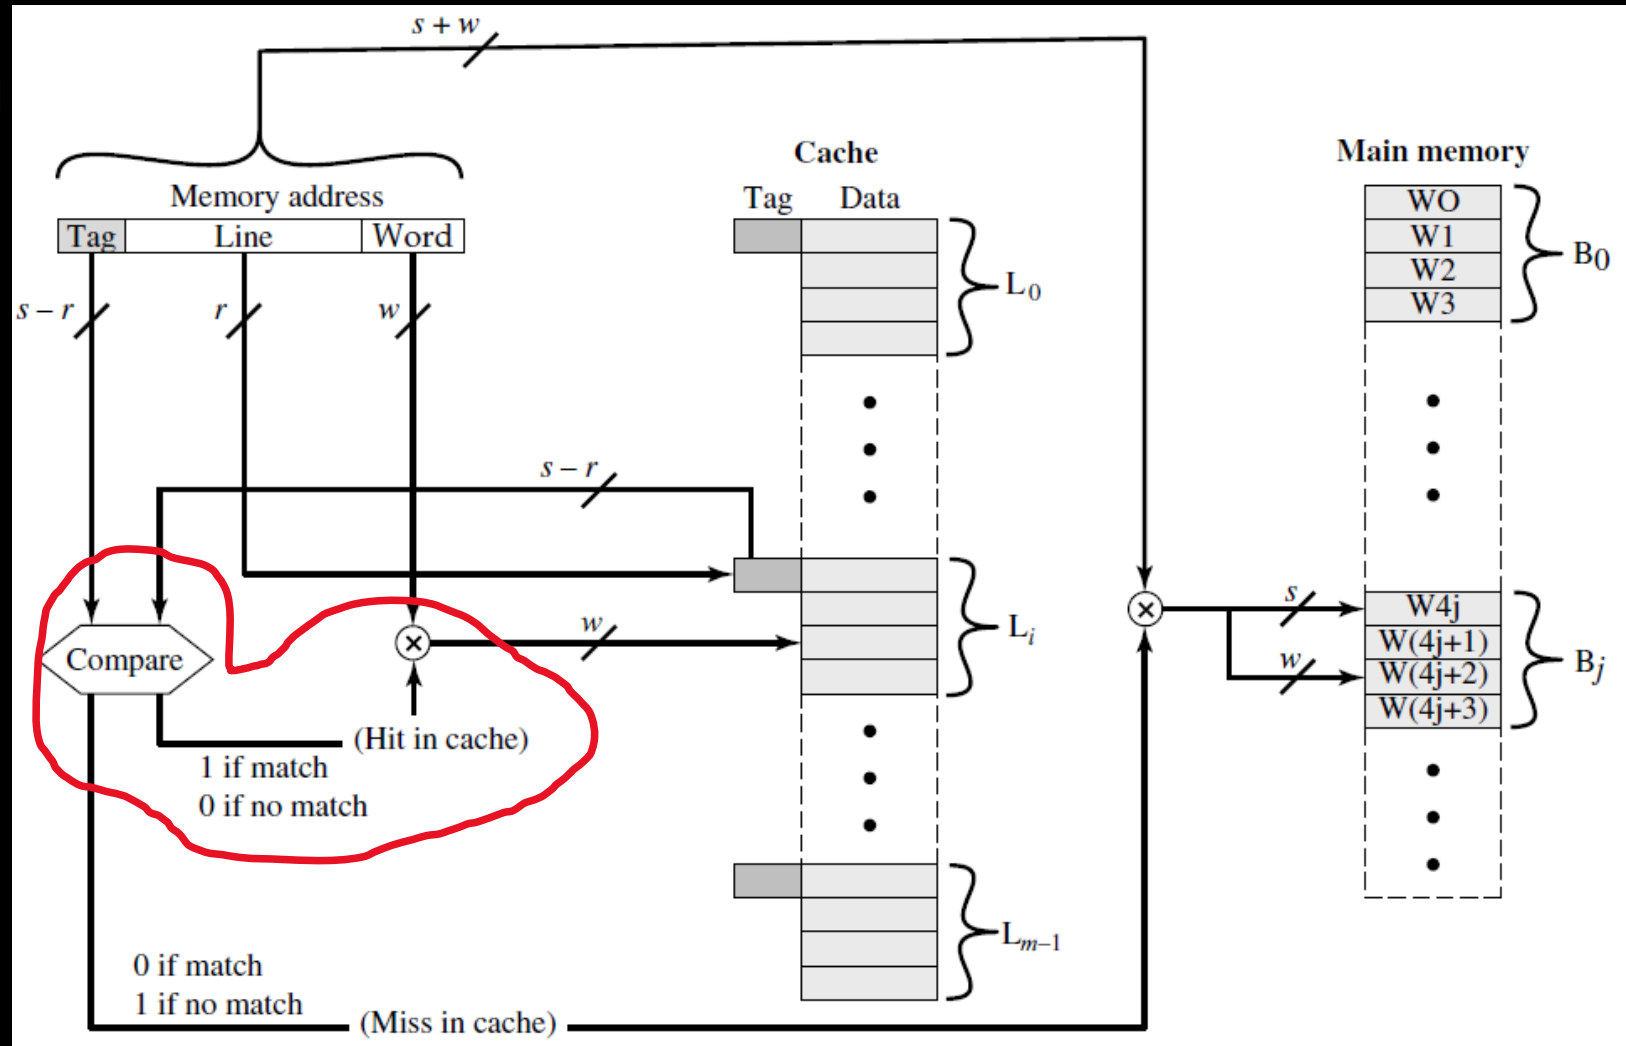 s + w
Cache
Main memory
Memory address
Tag Data
Tag Line Word
WO
W1
W2
W3
B0
L0
s – r
r
w
s – r
Li
s
w
w
W4j
W(4j+1)
W(4j+2)
W(4j+3)
Bj
Compare
(Hit in cache)
1 if match
0 if no match
Lm–1
0 if match
1 if no match
(Miss in cache)